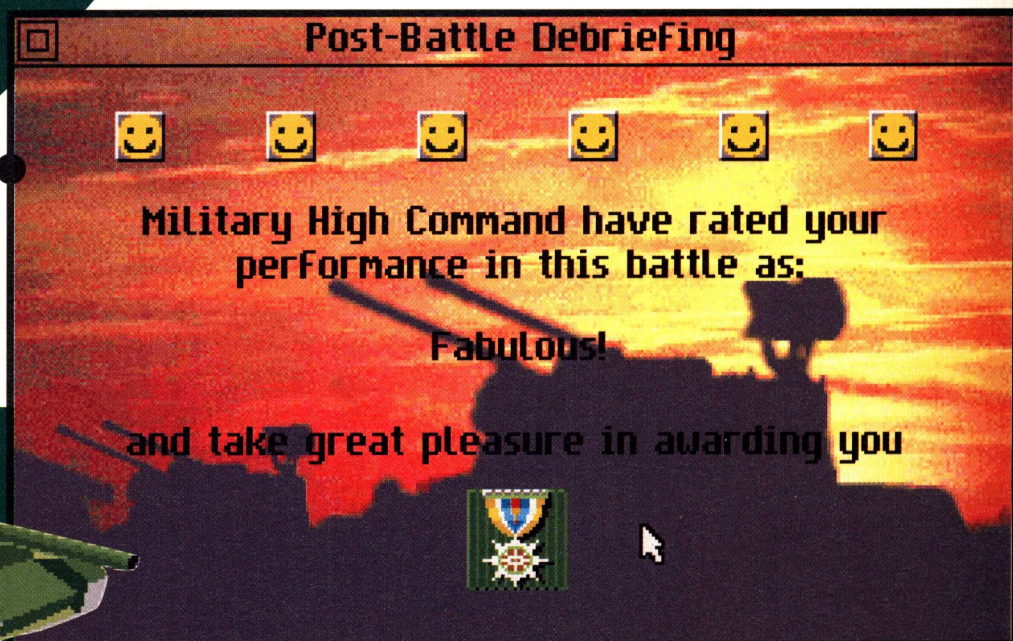 Post-Battle Debriefing
Military High Command have rated your
performance in this battle as:
Fabulous!
and take great pleasure in awarding you